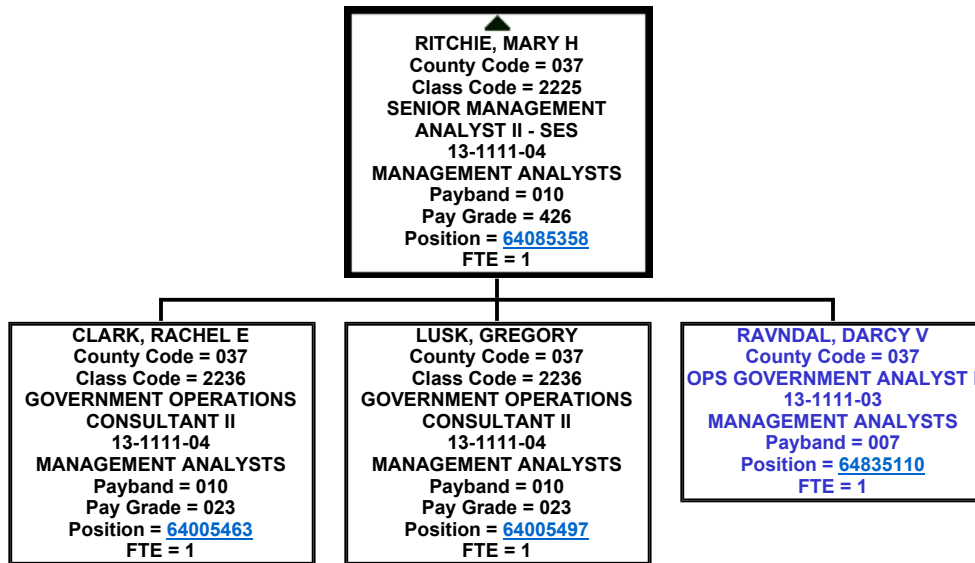 RITCHIE, MARY H
County Code = 037
Class Code = 2225
SENIOR MANAGEMENT
ANALYST II - SES
13-1111-04
MANAGEMENT ANALYSTS
Payband = 010
Pay Grade = 426
Position = 64085358
FTE = 1
CLARK, RACHEL E
County Code = 037
Class Code = 2236
GOVERNMENT OPERATIONS
CONSULTANT II
13-1111-04
MANAGEMENT ANALYSTS
Payband = 010
Pay Grade = 023
Position = 64005463
FTE = 1
LUSK, GREGORY
County Code = 037
Class Code = 2236
GOVERNMENT OPERATIONS
CONSULTANT II
13-1111-04
MANAGEMENT ANALYSTS
Payband = 010
Pay Grade = 023
Position = 64005497
FTE = 1
RAVNDAL, DARCY V
County Code = 037
OPS GOVERNMENT ANALYST
13-1111-03
MANAGEMENT ANALYSTS
Payband = 007
Position = 64835110
FTE = 1